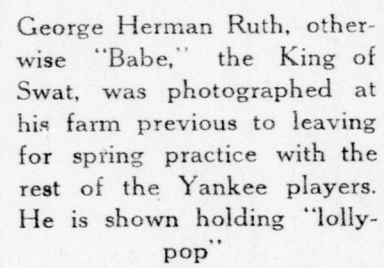 George Herman Ruth, other-
wise "Babe," the King of
Swat, was photographed at
his farm previous to leaving
for spring practice with the
rest of the Yankee players.
He is shown holding "lolly-
pop"